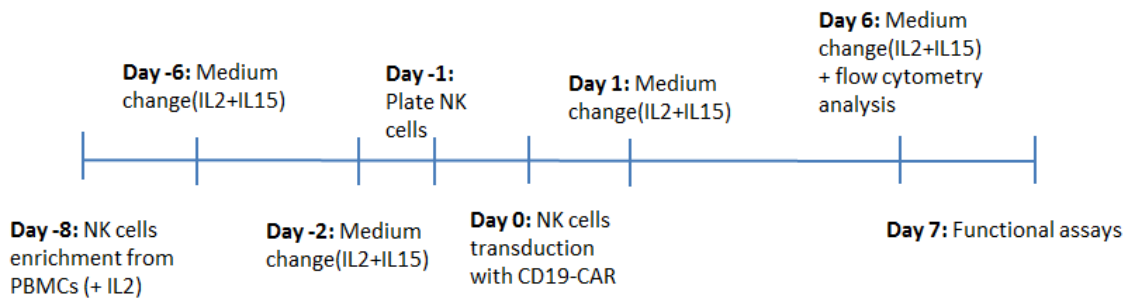 Day -6: Medium
change(IL2+IL15)
Day -1:
Plate NK
cells
Day 1: Medium
change(IL2+IL15)
Day 6: Medium
change(IL2+IL15)
+ flow cytometry
analysis
Day -8: NK cells
enrichment from
PBMCs (+ IL2)
Day -2: Medium
change(IL2+IL15)
Day 0: NK cells
transduction
with CD19-CAR
Day 7: Functional assays